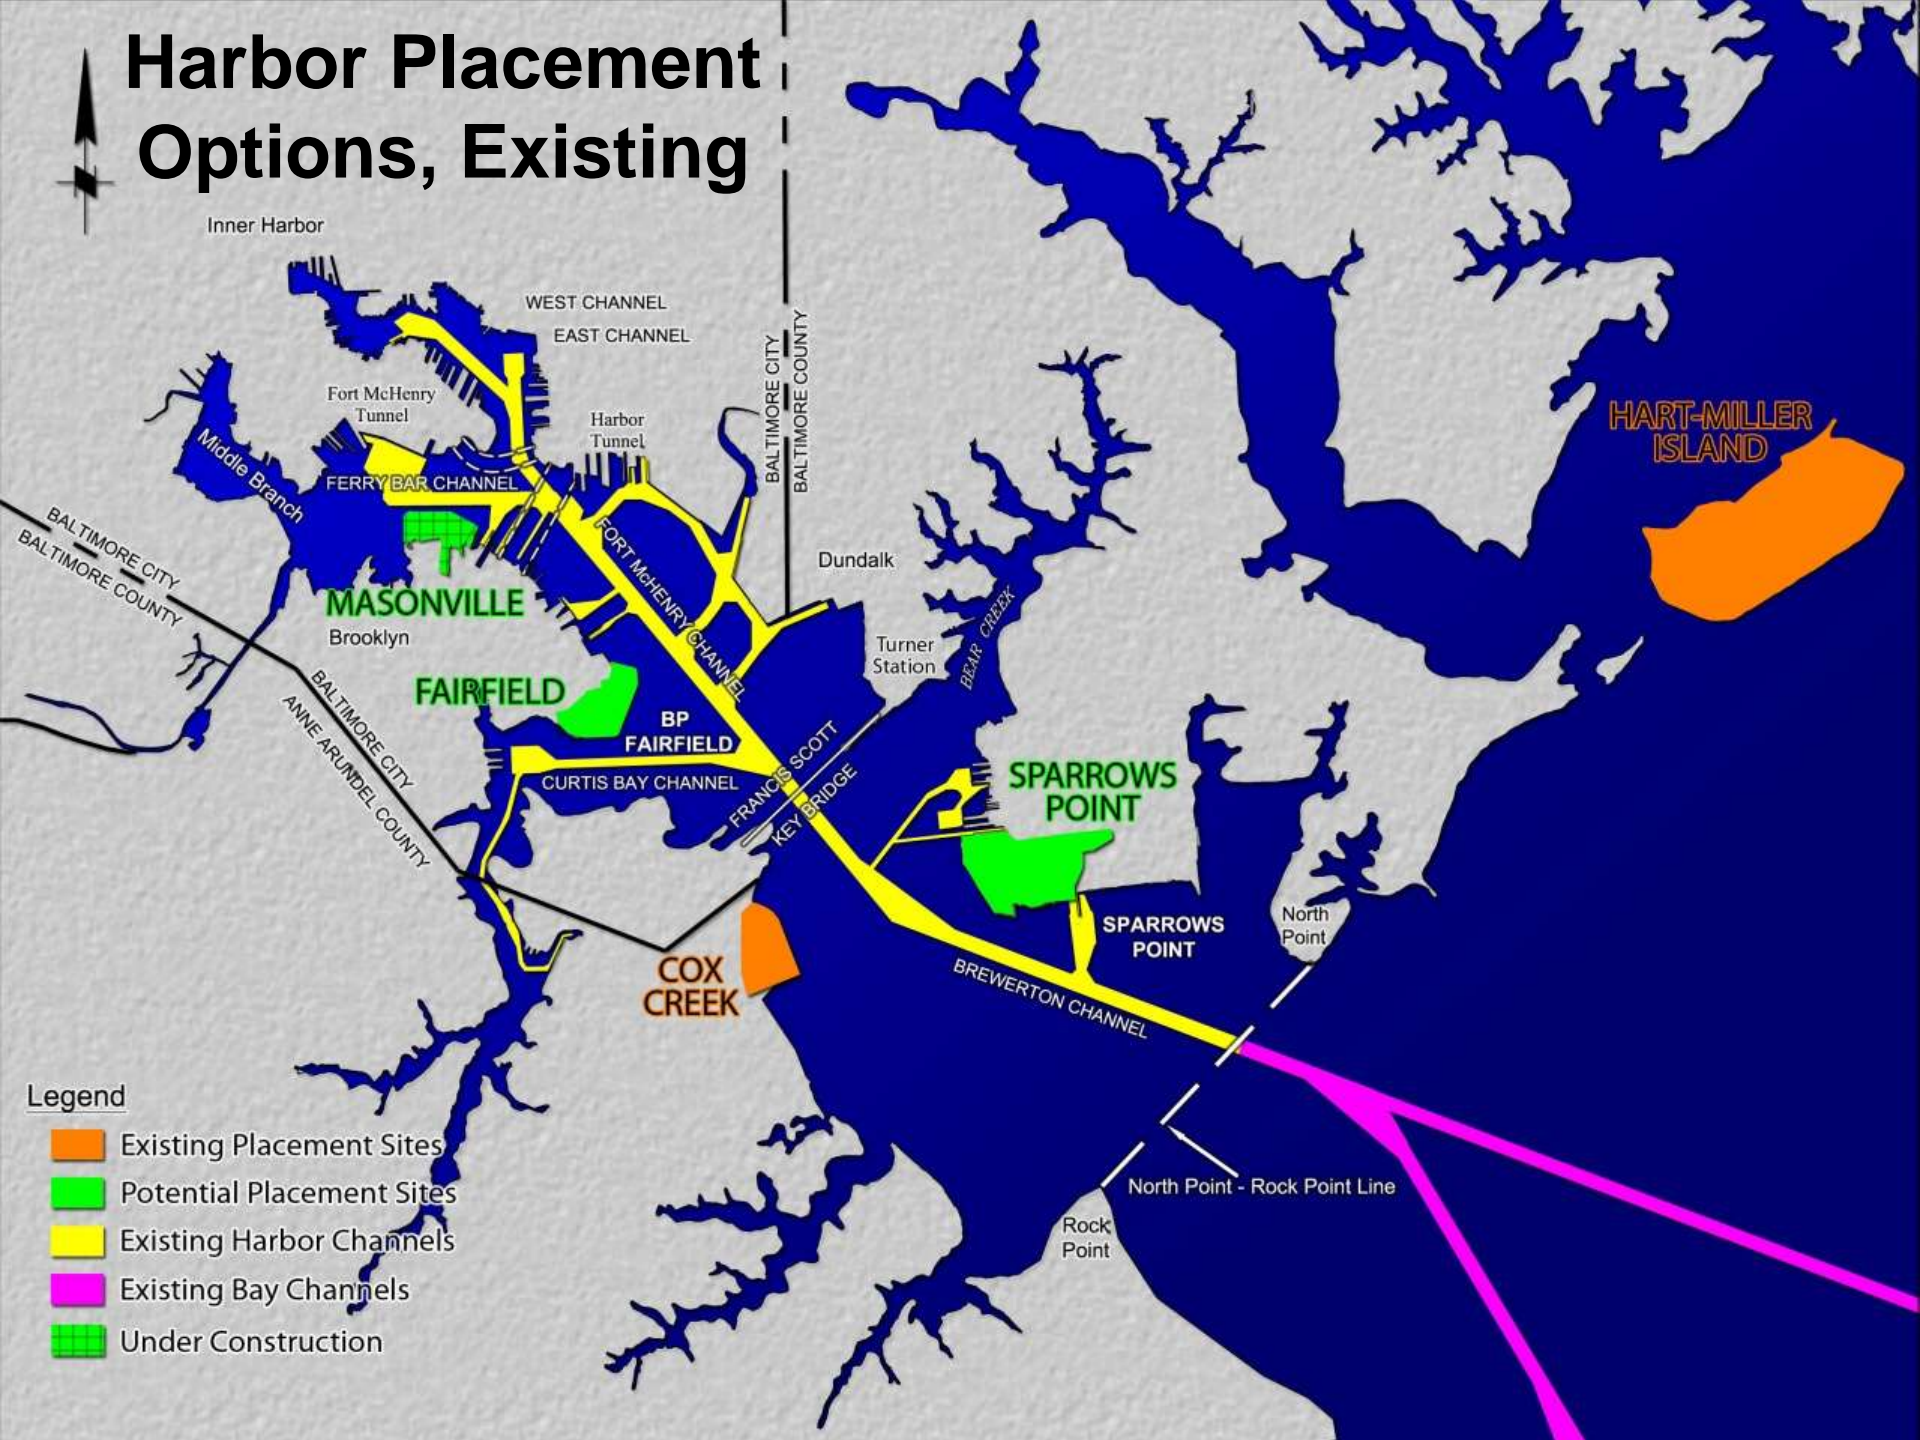 Harbor Placement
Options, Existing
Inner Harbor
WEST CHANNEL
EAST CHANNEL
BALTIMORE CITY
BALTIMORE COUNTY
Fort McHenry
Tunnel
Harbor
Tunnel
HART-MILLER
ISLAND
Middle Branch
FERRY BAR CHANNEL
BALTIMORE CITY
BALTIMORE COUNTY
FORT McHENRY CHANNEL
Dundalk
MASONVILLE
Brooklyn
Turner
Station
BEAR CREEK
FAIRFIELD
BP
FAIRFIELD
BALTIMORE CITY
ANNE ARUNDEL COUNTY
CURTIS BAY CHANNEL
FRANCIS SCOTT
KEY BRIDGE
SPARROWS
POINT
SPARROWS
POINT
North
Point
COX
CREEK
BREWERTON CHANNEL
North Point - Rock Point Line
Rock
Point
Legend
Existing Placement Sites
Potential Placement Sites
Existing Harbor Channels
Existing Bay Channels
Under Construction